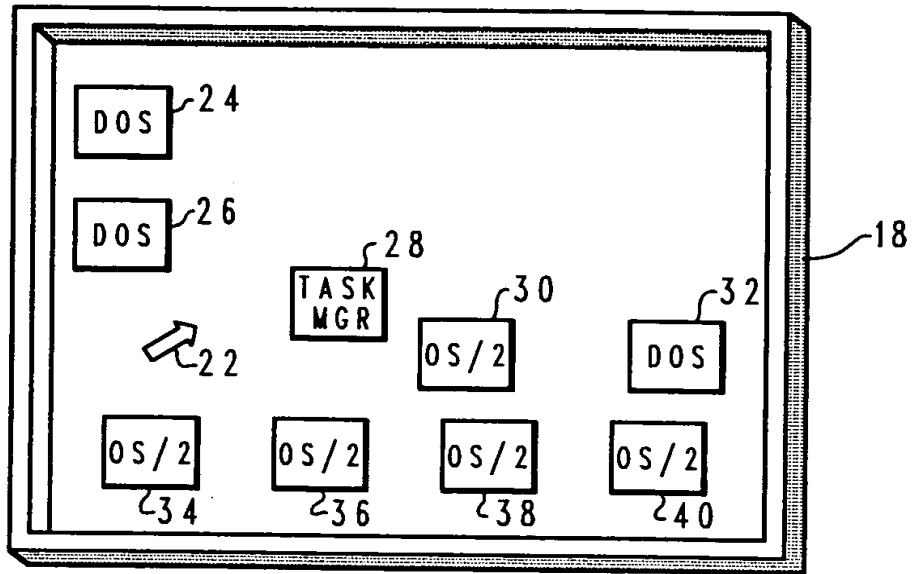 DOS 24
DOS 26
18
TASK
MGR 28
OS/2 30
DOS 32
22
OS/2 34
OS/2 36
OS/2 38
OS/2 40